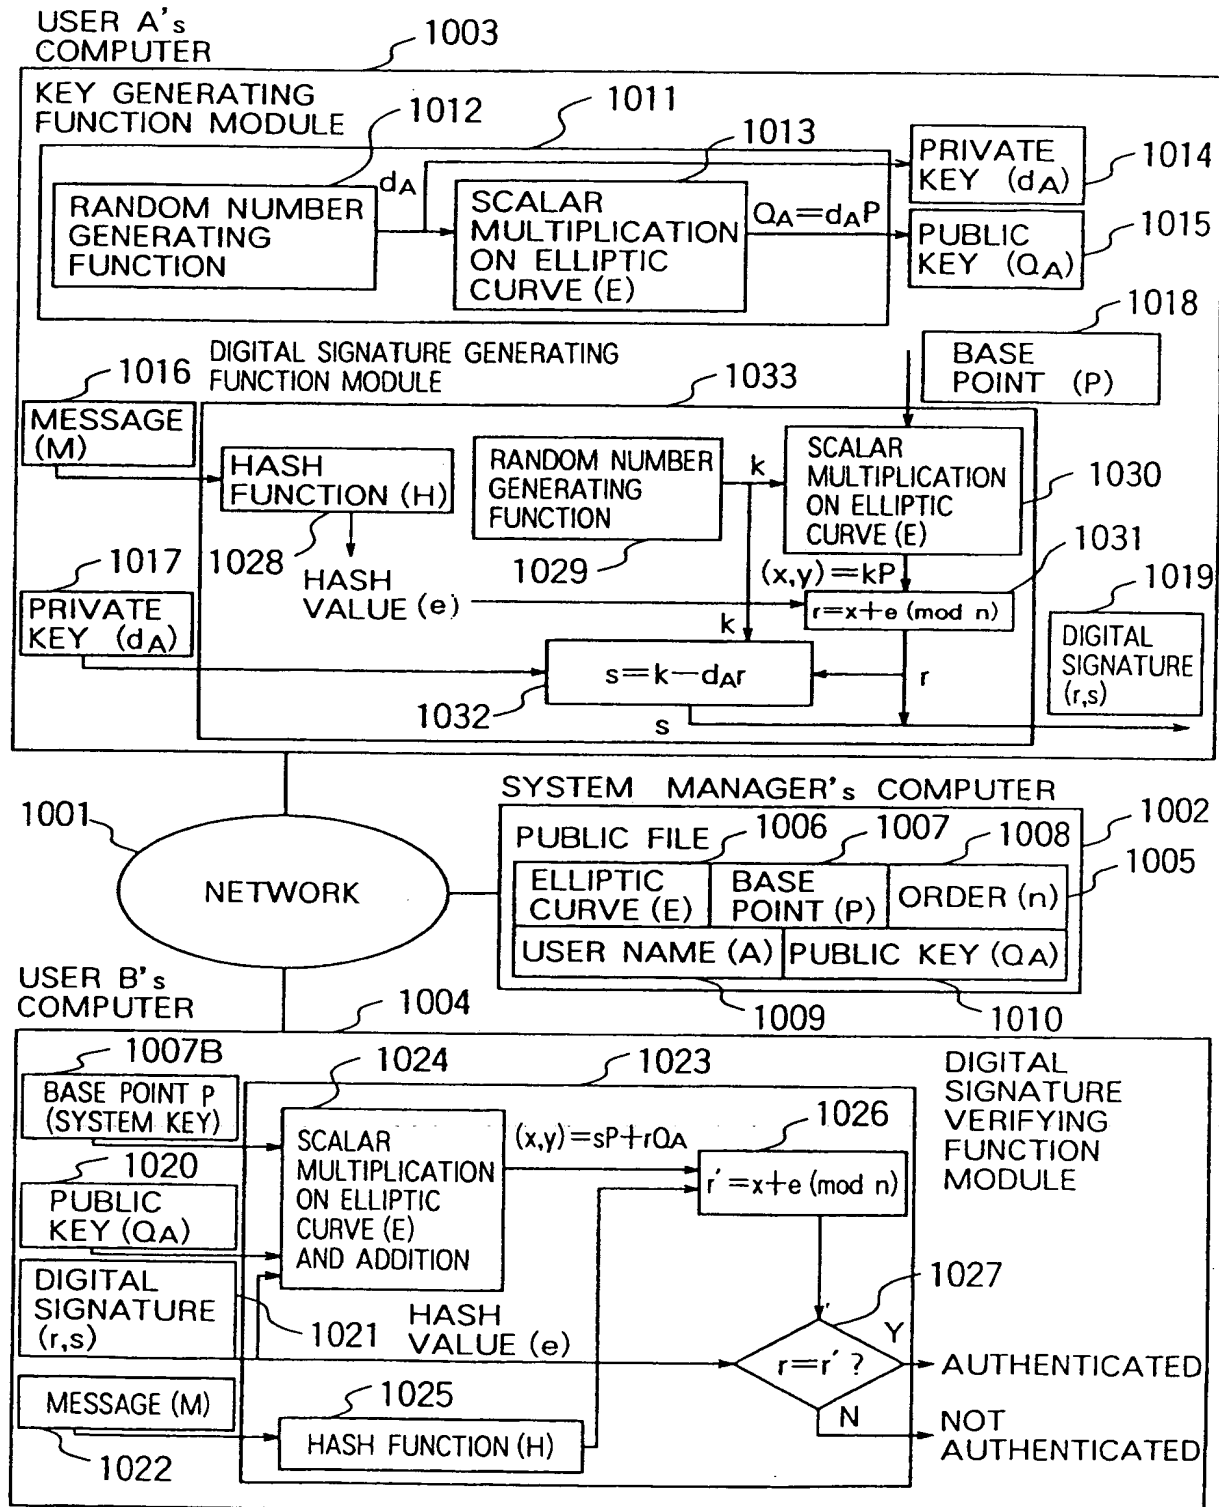 USER A's
COMPUTER
1003
KEY GENERATING
FUNCTION MODULE
1012
1011
1013
RANDOM NUMBER
GENERATING
FUNCTION
dA
SCALAR
MULTIPLICATION
ON ELLIPTIC
CURVE (E)
QA=dAP
PRIVATE
KEY (dA)
1014
PUBLIC
KEY (QA)
1015
1018
BASE
POINT (P)
DIGITAL SIGNATURE GENERATING
FUNCTION MODULE
1016
1033
MESSAGE
(M)
HASH
FUNCTION (H)
1028
HASH
VALUE (e)
RANDOM NUMBER
GENERATING
FUNCTION
1029
k
SCALAR
MULTIPLICATION
ON ELLIPTIC
CURVE (E)
1030
1031
(x,y)=kP
r=x+e (mod n)
1017
PRIVATE
KEY (dA)
k
s=k-dAr
1032
r
s
1019
DIGITAL
SIGNATURE
(r,s)
1001
NETWORK
SYSTEM MANAGER's COMPUTER
1002
PUBLIC FILE
1006
1007
1008
1005
ELLIPTIC
CURVE (E)
BASE
POINT (P)
ORDER (n)
USER NAME (A)
PUBLIC KEY (QA)
1009
1010
USER B's
COMPUTER
1004
1007B
1024
1023
BASE POINT P
(SYSTEM KEY)
1020
PUBLIC
KEY (QA)
DIGITAL
SIGNATURE
(r,s)
1021
SCALAR
MULTIPLICATION
ON ELLIPTIC
CURVE (E)
AND ADDITION
(x,y)=sP+rQA
1026
r'=x+e (mod n)
DIGITAL
SIGNATURE
VERIFYING
FUNCTION
MODULE
HASH
VALUE (e)
1027
r=r' ?
Y
AUTHENTICATED
N
NOT
AUTHENTICATED
MESSAGE (M)
1022
1025
HASH FUNCTION (H)